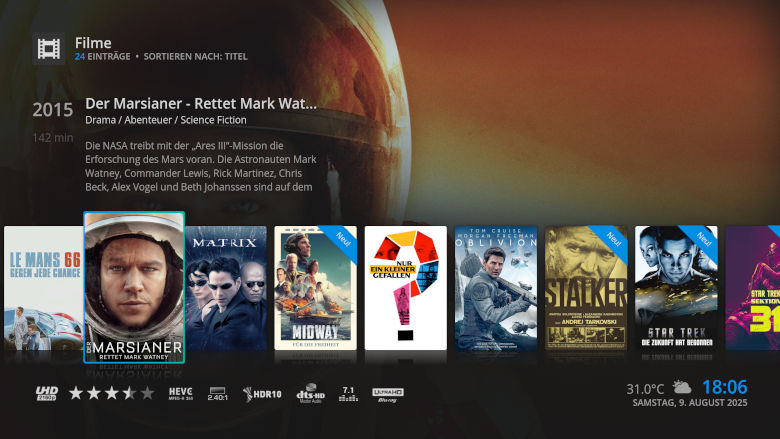 Filme
24 EINTRÄGE • SORTIEREN NACH: TITEL
2015
Der Marsianer - Rettet Mark Wat...
Drama / Abenteuer / Science Fiction
142 min
Die NASA treibt mit der „Ares III"-Mission die
Erforschung des Mars voran. Die Astronauten Mark
Watney, Commander Lewis, Rick Martinez, Chris
Beck, Alex Vogel und Beth Johanssen sind auf dem
LE MANS 66
GEGEN JEDE CHANCE
DER
MARSIANER
RETTET MARK WATNEY
MATRIX
Neu!
MIDWAY
FÜR DIE FREIHEIT
NUR
EIN KLEINER
GEFALLEN
TOM CRUISE
MORGAN FREEMAN
OBLIVION
Neu!
STALKER
ANDREJ TARKOWSKI
Neu!
STAR TREK
DIE ZUKUNFT HAT BEGONNEN
STAR TREK
SEKTION
31
UHD
2160p
HEVC
MPEG-H 265
2.40:1
HDR10
dts-HD
Master Audio
7.1
ULTRA HD
Blu-ray
31.0°C
18:06
SAMSTAG, 9. AUGUST 2025